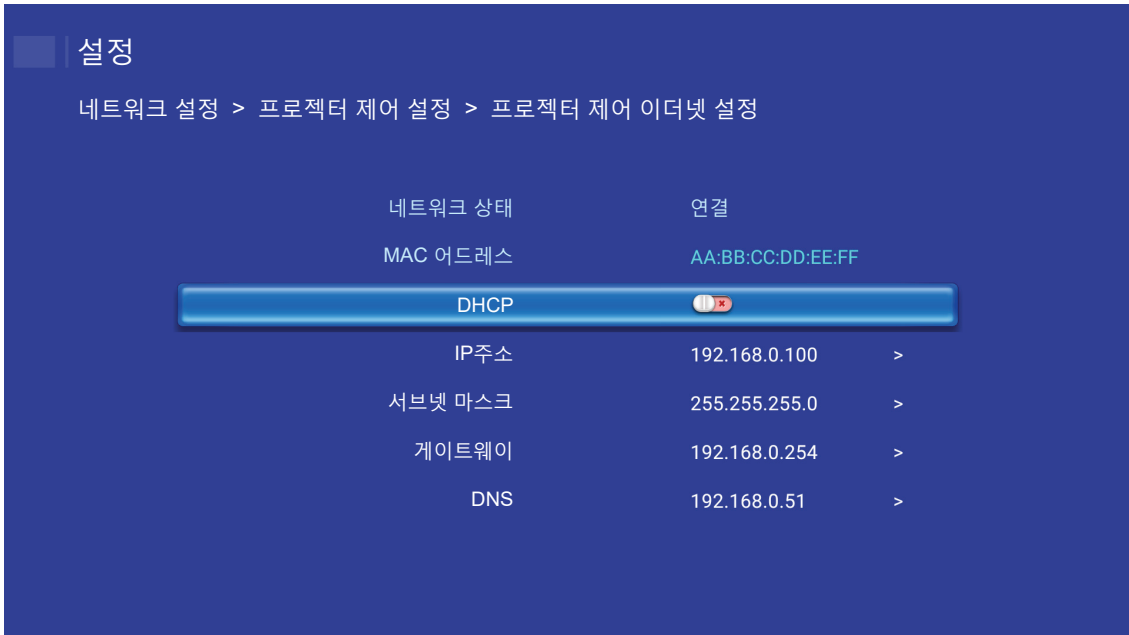 설정
네트워크 설정 > 프로젝터 제어 설정 > 프로젝터 제어 이더넷 설정
네트워크 상태 연결
MAC 어드레스 AA:BB:CC:DD:EE:FF
DHCP
IP주소 192.168.0.100 >
서브넷 마스크 255.255.255.0 >
게이트웨이 192.168.0.254 >
DNS 192.168.0.51 >